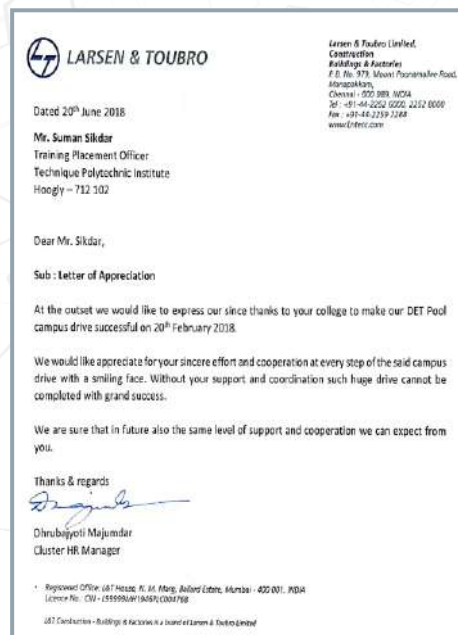 LARSEN & TOUBRO
Larsen & Toubro Limited,
Construction
Buildings & Factories
P. B. No. 979, Mount Poonamallee Road,
Manapakkam,
Chennai - 600 089, INDIA
Tel : +91-44-2252 6000, 2252 8000
Fax : +91-44-2259 2288
www.Lntecc.com
Dated 20th June 2018
Mr. Suman Sikdar
Training Placement Officer
Technique Polytechnic Institute
Hoogly – 712 102
Dear Mr. Sikdar,
Sub : Letter of Appreciation
At the outset we would like to express our since thanks to your college to make our DET Pool
campus drive successful on 20th February 2018.
We would like appreciate for your sincere effort and cooperation at every step of the said campus
drive with a smiling face. Without your support and coordination such huge drive cannot be
completed with grand success.
We are sure that in future also the same level of support and cooperation we can expect from
you.
Thanks & regards
Dhrubajyoti Majumdar
Cluster HR Manager
Registered Office: L&T House, N. M. Marg, Ballard Estate, Mumbai - 400 001. INDIA
Licence No.: CIN -
L&T Construction - Buildings & Factories is a brand of Larsen & Toubro Limited